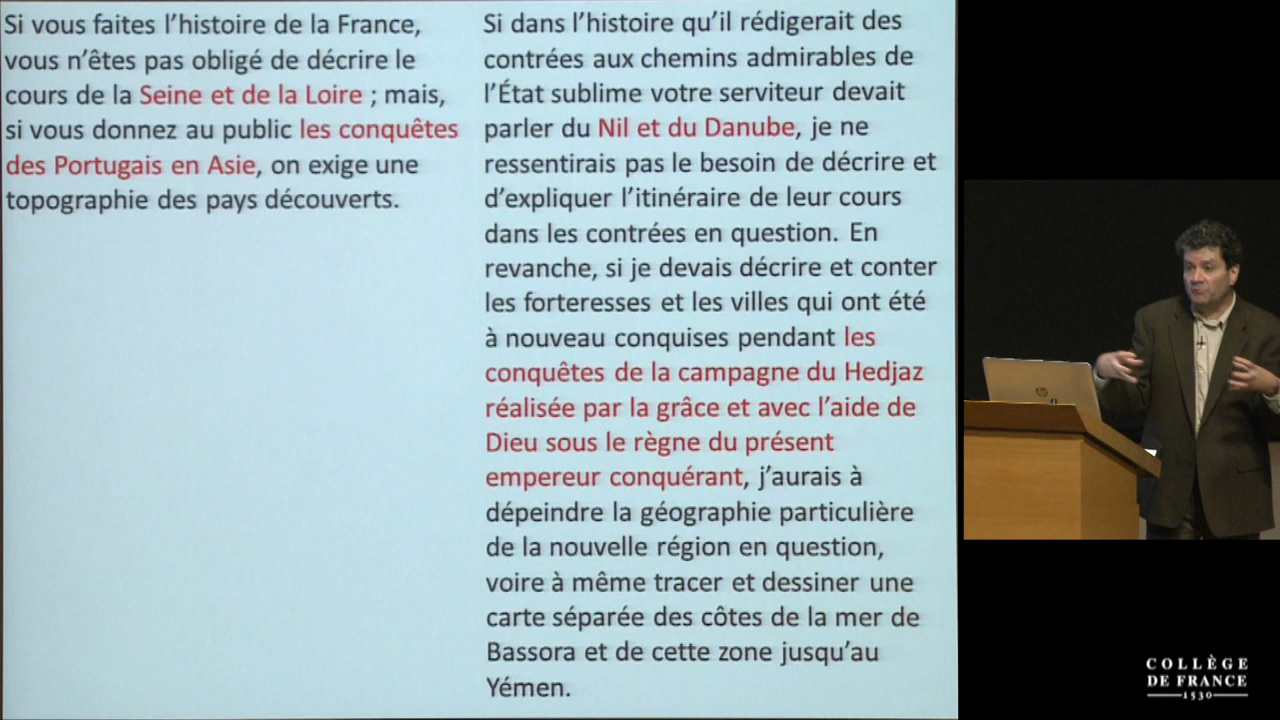 Si vous faites l’histoire de la France,
vous n’êtes pas obligé de décrire le
cours de la Seine et de la Loire ; mais,
si vous donnez au public les conquêtes
des Portugais en Asie, on exige une
topographie des pays découverts.
Si dans l’histoire qu’il rédigerait des
contrées aux chemins admirables de
l’État sublime votre serviteur devait
parler du Nil et du Danube, je ne
ressentirais pas le besoin de décrire et
d’expliquer l’itinéraire de leur cours
dans les contrées en question. En
revanche, si je devais décrire et conter
les forteresses et les villes qui ont été
à nouveau conquises pendant les
conquêtes de la campagne du Hedjaz
réalisée par la grâce et avec l’aide de
Dieu sous le règne du présent
empereur conquérant, j’aurais à
dépeindre la géographie particulière
de la nouvelle région en question,
voire à même tracer et dessiner une
carte séparée des côtes de la mer de
Bassora et de cette zone jusqu’au
Yémen.
COLLÈGE
DE FRANCE
1530